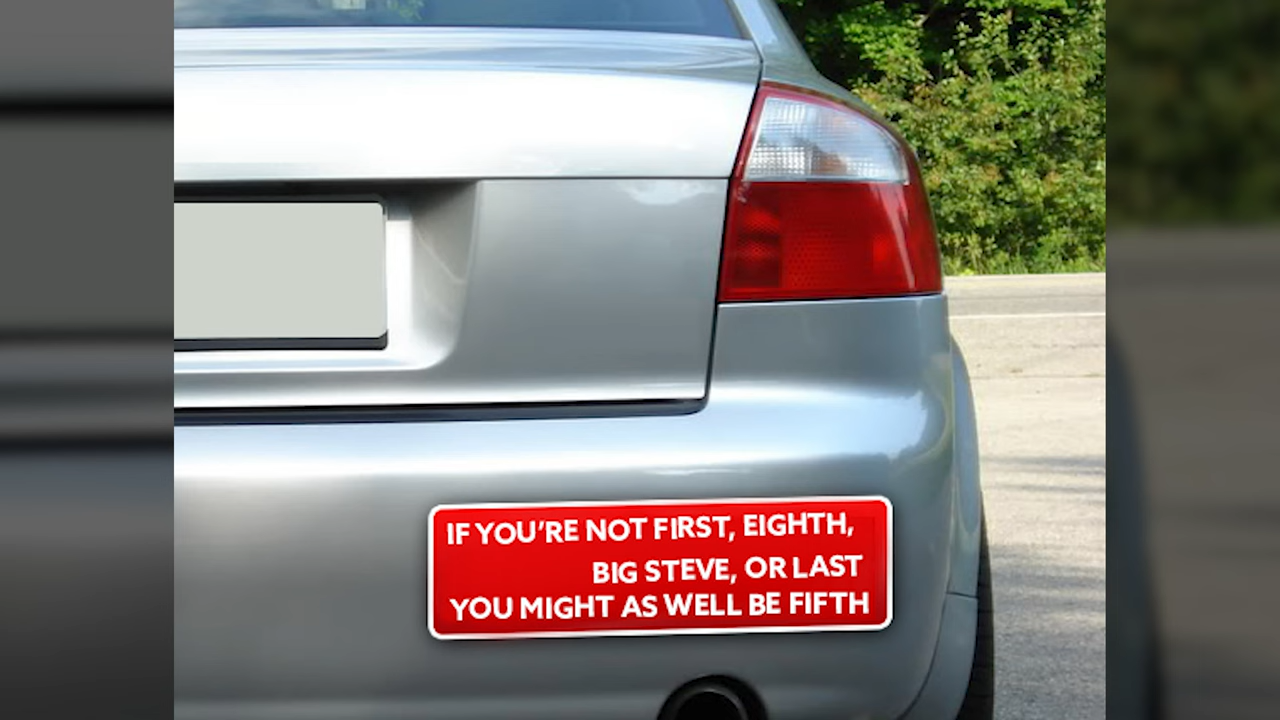 IF YOU'RE NOT FIRST, EIGHTH,
BIG STEVE, OR LAST
YOU MIGHT AS WELL BE FIFTH